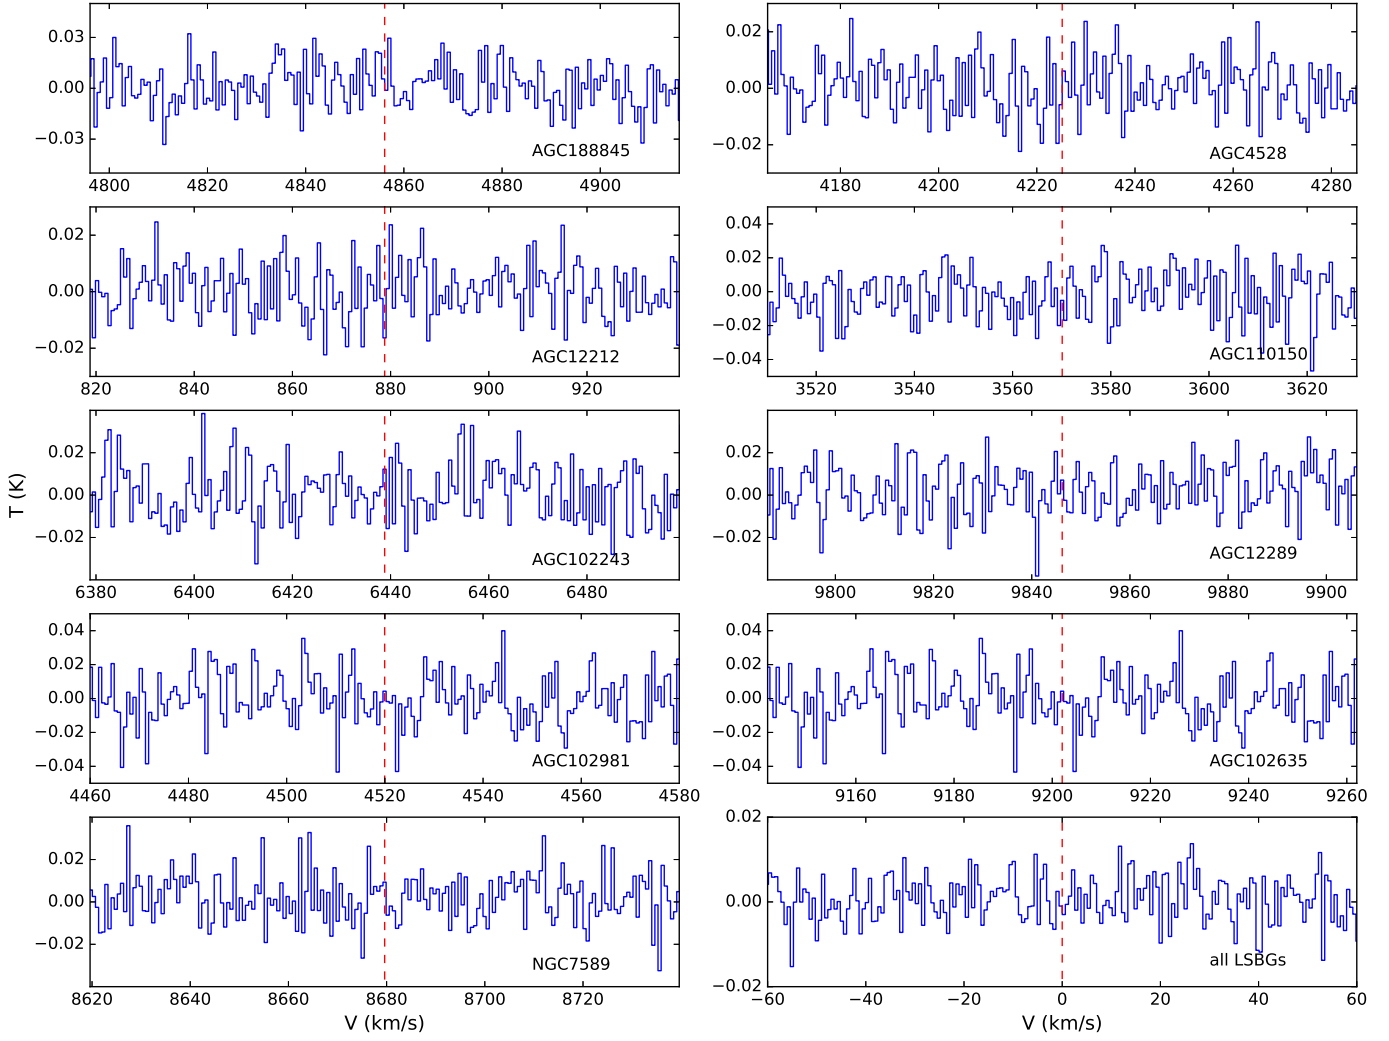 0.03
0.00
−0.03
AGC188845
4800 4820 4840 4860 4880 4900
0.02
0.00
−0.02
AGC4528
4180 4200 4220 4240 4260 4280
0.02
0.00
−0.02
AGC12212
820 840 860 880 900 920
0.04
0.02
0.00
−0.02
−0.04
AGC110150
3520 3540 3560 3580 3600 3620
T (K)
0.02
0.00
−0.02
AGC102243
6380 6400 6420 6440 6460 6480
0.02
0.00
−0.02
AGC12289
9800 9820 9840 9860 9880 9900
0.04
0.02
0.00
−0.02
−0.04
AGC102981
4460 4480 4500 4520 4540 4560 4580
0.04
0.02
0.00
−0.02
−0.04
AGC102635
9160 9180 9200 9220 9240 9260
0.02
0.00
−0.02
NGC7589
8620 8640 8660 8680 8700 8720
V (km/s)
0.02
0.00
−0.02
all LSBGs
−60 −40 −20 0 20 40 60
V (km/s)